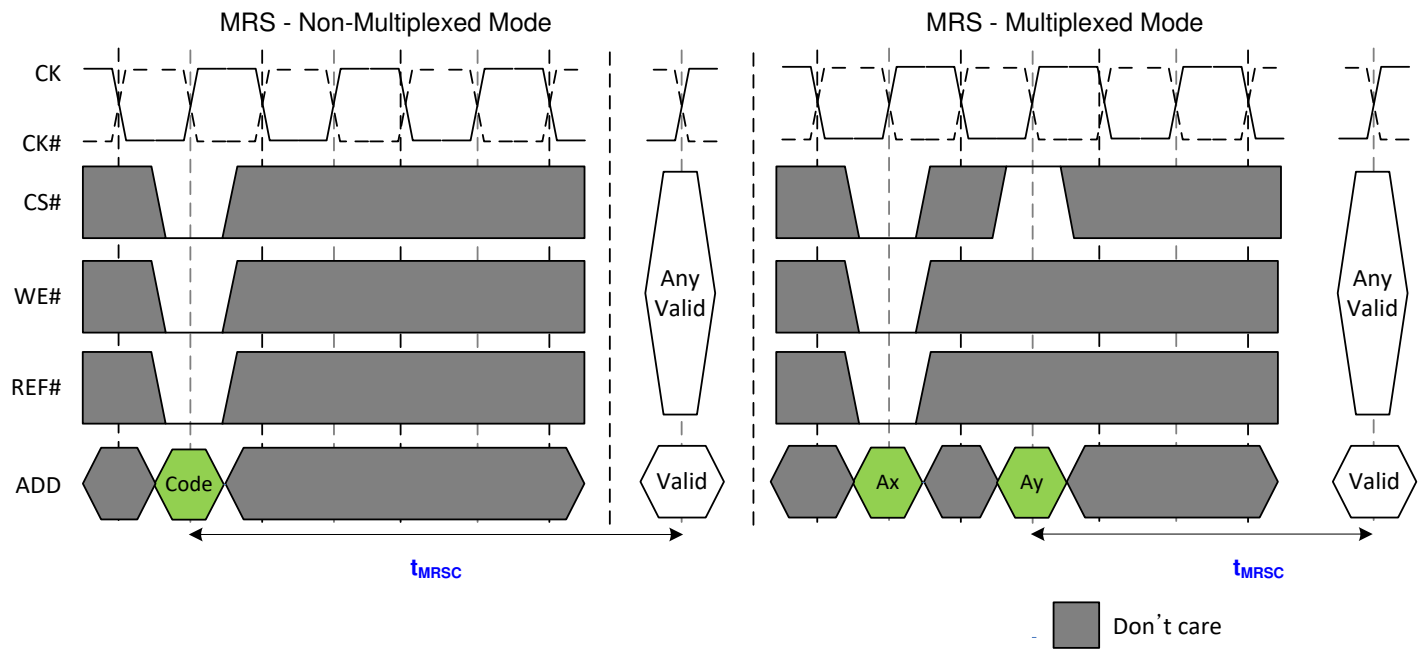 MRS - Non-Multiplexed Mode
MRS - Multiplexed Mode
CK
CK#
CS#
WE#
REF#
ADD
Any
Valid
Any
Valid
Code
Valid
Ax
Ay
Valid
tMRSC
tMRSC
Don't care